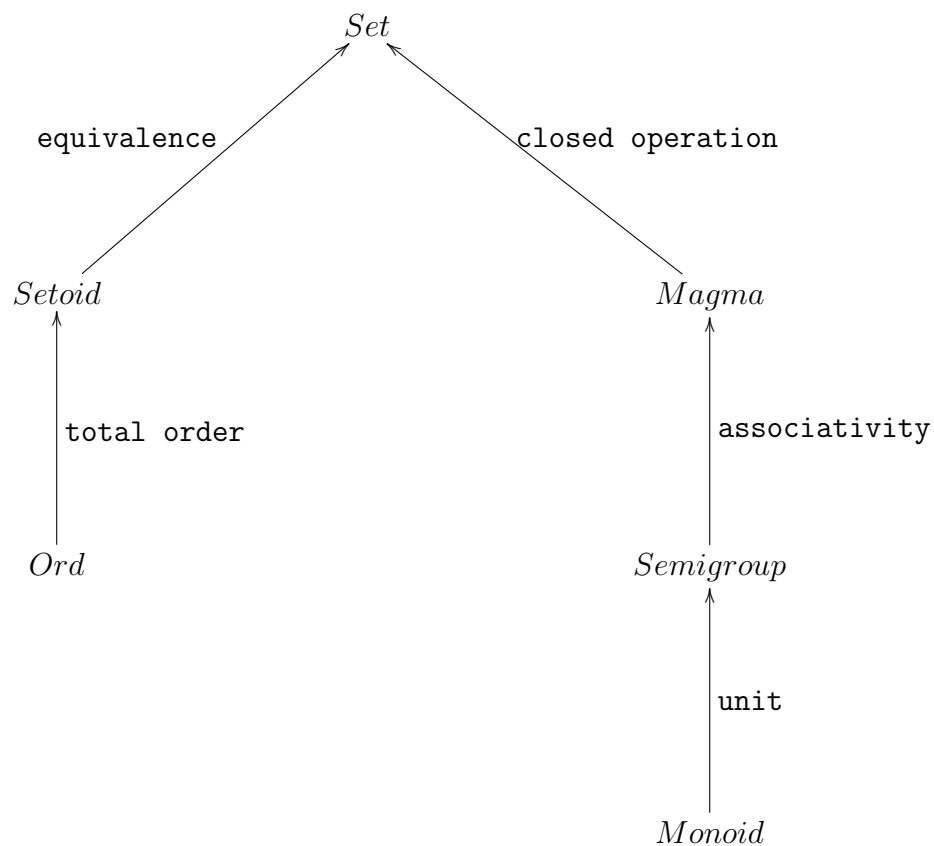 Set
equivalence
closed operation
Setoid
Magma
total order
associativity
Ord
Semigroup
unit
Monoid